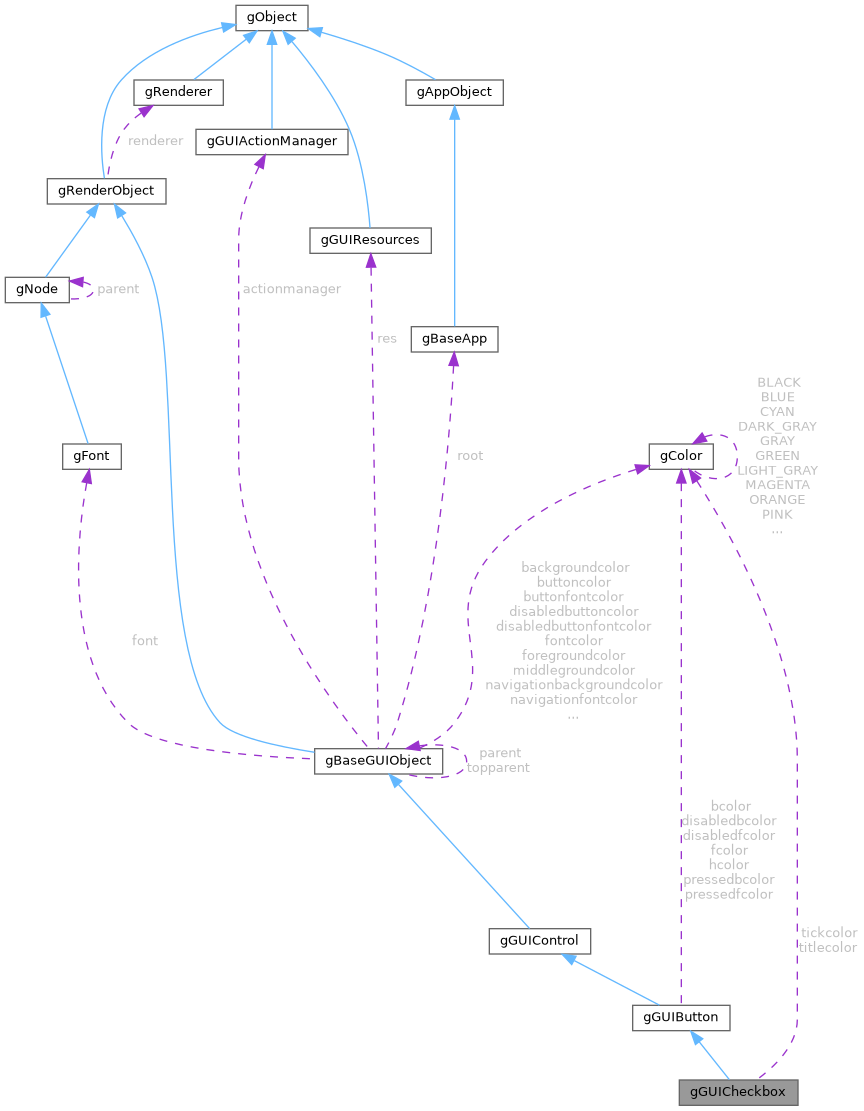 gObject
gRenderer
gAppObject
renderer
gGUIActionManager
gRenderObject
gGUIResources
gNode
parent
actionmanager
res
gBaseApp
BLACK
BLUE
CYAN
DARK_GRAY
GRAY
GREEN
LIGHT_GRAY
MAGENTA
ORANGE
PINK
...
gFont
root
gColor
backgroundcolor
buttoncolor
buttonfontcolor
disabledbuttoncolor
disabledbuttonfontcolor
fontcolor
foregroundcolor
middlegroundcolor
navigationbackgroundcolor
navigationfontcolor
...
font
gBaseGUIObject
parent
topparent
bcolor
disabledbcolor
disabledfcolor
fcolor
hcolor
pressedbcolor
pressedfcolor
gGUIControl
tickcolor
titlecolor
gGUIButton
gGUICheckbox